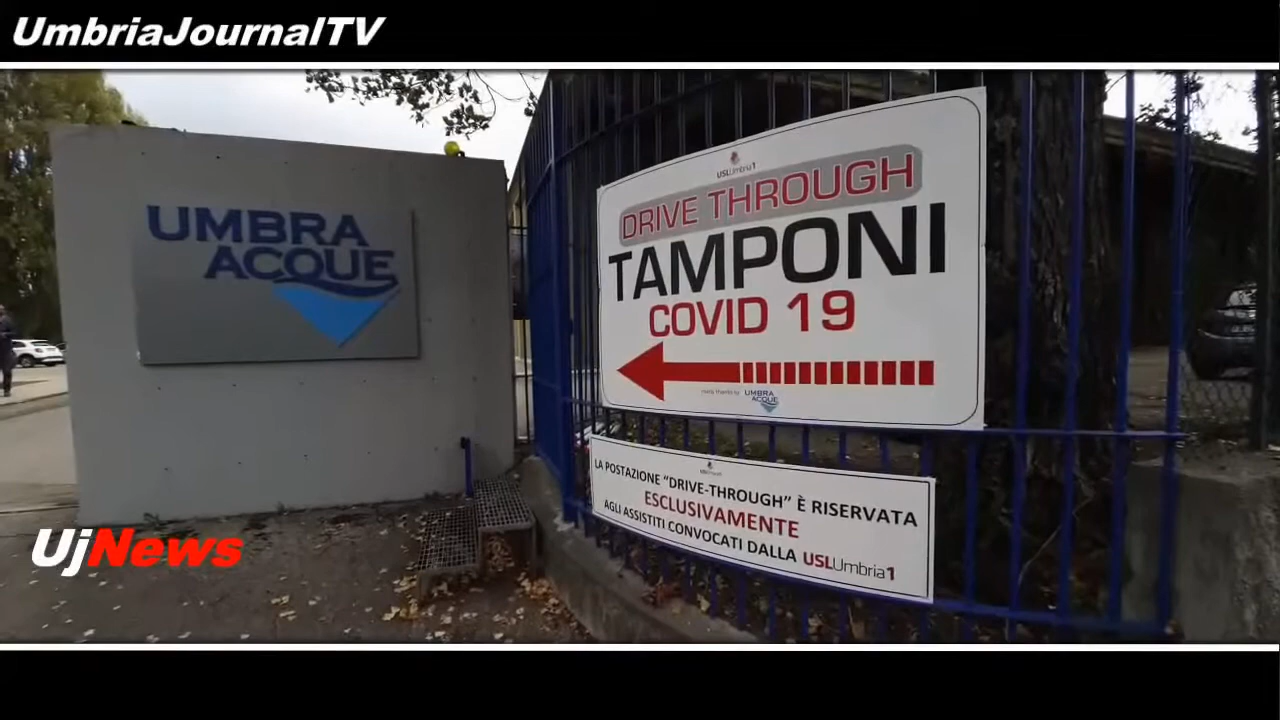 UmbriaJournalTV
UMBRA
ACQUE
USLUmbria1
DRIVE THROUGH
TAMPONI
COVID 19
UMBRA
ACQUE
LA POSTAZIONE "DRIVE-THROUGH" È RISERVATA
ESCLUSIVAMENTE
AGLI ASSISTITI CONVOCATI DALLA USLUmbria1
UjNews